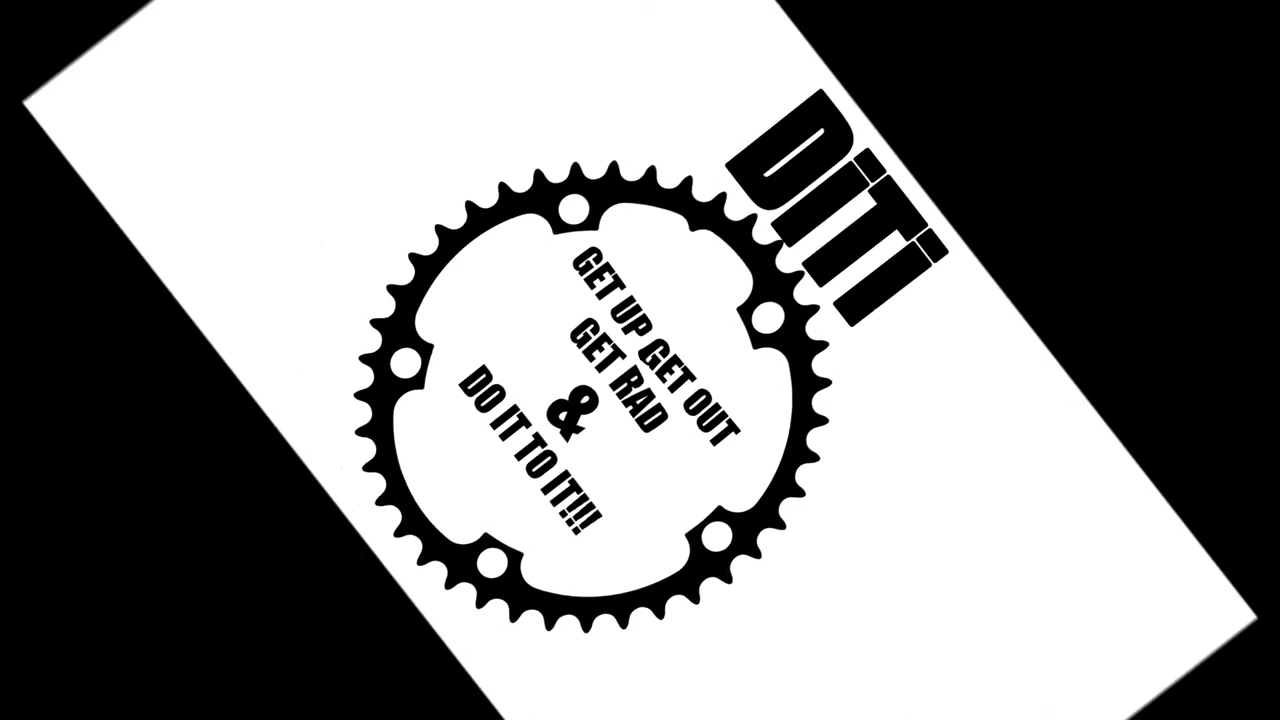 DiTi
GET UP GET OUT
GET RAD
&
DO IT TO IT!!!